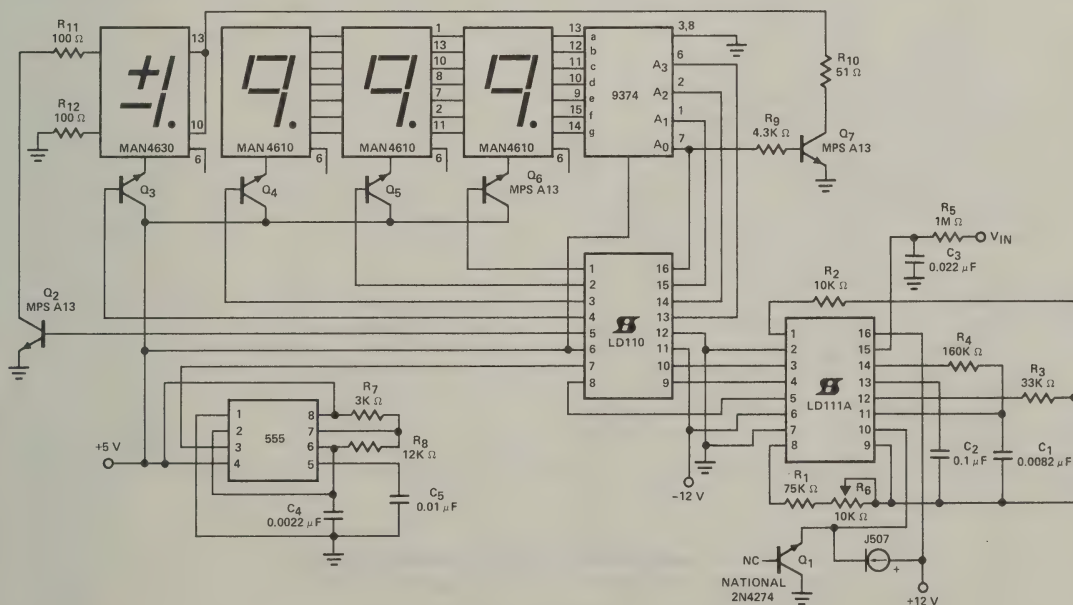 R11
100 Ω
R12
100 Ω
13
10
6
MAN4630
MAN4610
6
MAN4610
6
MAN4610
6
1
13
10
8
7
2
11
13 a
12 b
11 c
10 d
9 e
15 f
14 g
9374
3,8
6
A3
2
A2
1
A1
7
A0
R10
51 Ω
R9
4.3K Ω
Q7
MPS A13
Q3
Q4
Q5
Q6
MPS A13
Q2
MPS A13
1
2
3
4
5
6
7
8
16
15
14
13
12
11
10
9
LD110
R5
1M Ω
VIN
C3
0.022 µF
R2
10K Ω
1
2
3
4
5
6
7
8
16
15
14
13
12
11
10
9
LD111A
R4
160K Ω
R3
33K Ω
C2
0.1 µF
C1
0.0082 µF
R1
75K Ω
R6
10K Ω
+5 V
1
2
3
4
555
8
7
6
5
R7
3K Ω
R8
12K Ω
C4
0.0022 µF
C5
0.01 µF
−12 V
NC
Q1
NATIONAL
2N4274
J507
+
+12 V